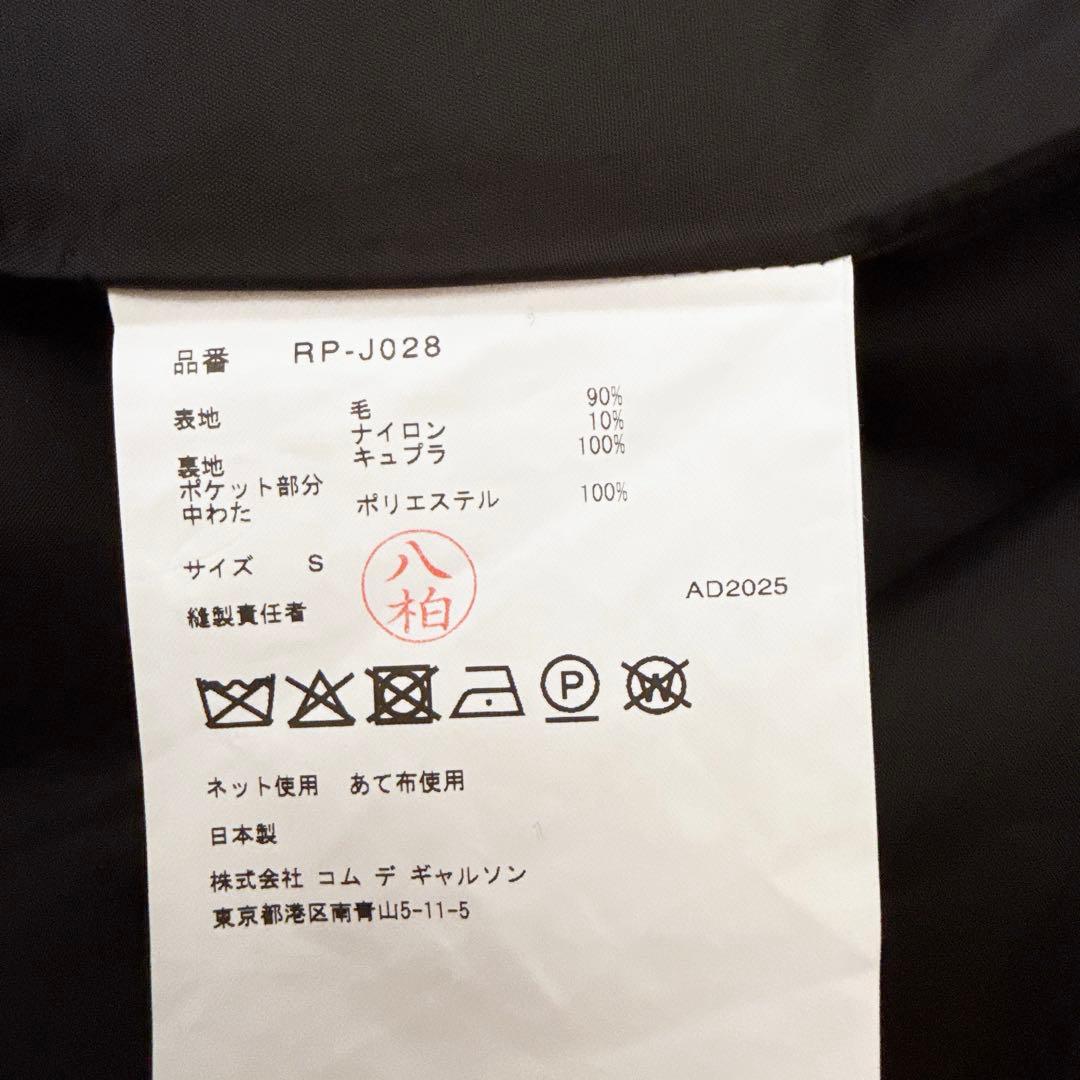 品番 RP-J028
表地 毛 90%
ナイロン 10%
裏地 キュプラ 100%
ポケット部分
中わた ポリエステル 100%
サイズ S
八柏
AD2025
縫製責任者
P W
ネット使用 あて布使用
日本製
株式会社 コム デ ギャルソン
東京都港区南青山5-11-5